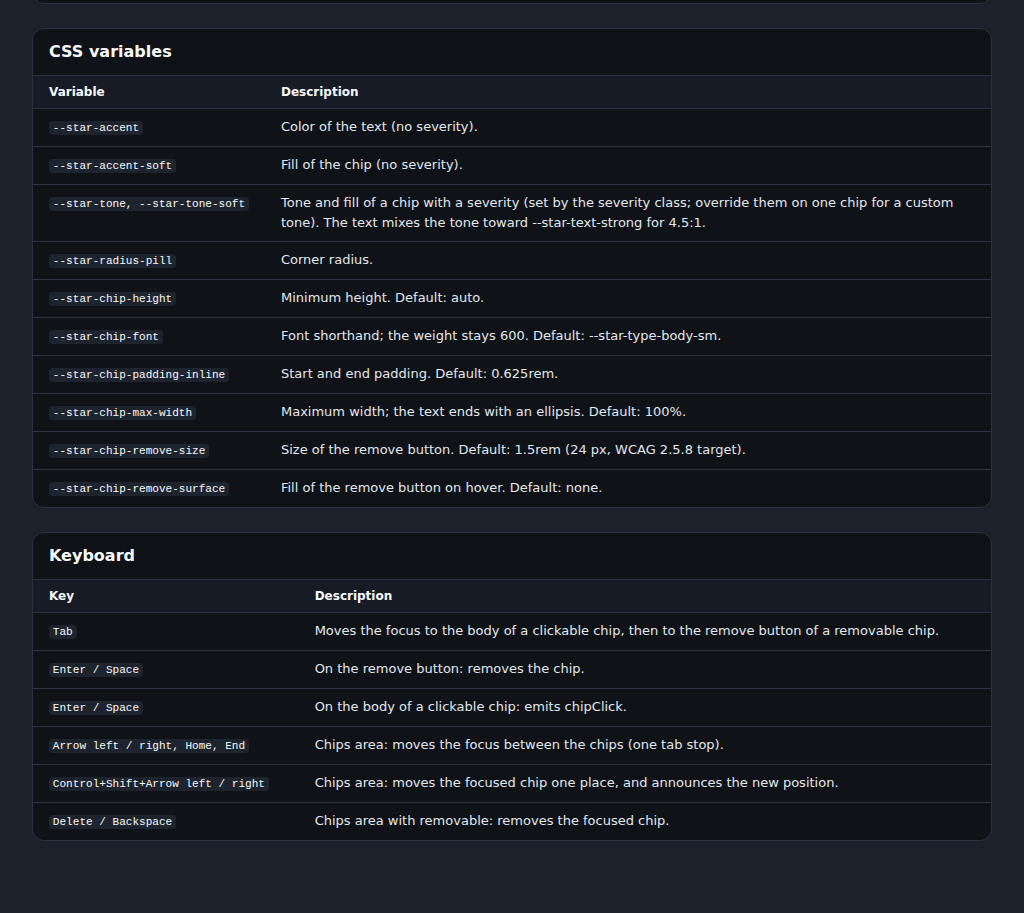 CSS variables
Variable Description
--star-accent Color of the text (no severity).
--star-accent-soft Fill of the chip (no severity).
--star-tone, --star-tone-soft Tone and fill of a chip with a severity (set by the severity class; override them on one chip for a custom
tone). The text mixes the tone toward --star-text-strong for 4.5:1.
--star-radius-pill Corner radius.
--star-chip-height Minimum height. Default: auto.
--star-chip-font Font shorthand; the weight stays 600. Default: --star-type-body-sm.
--star-chip-padding-inline Start and end padding. Default: 0.625rem.
--star-chip-max-width Maximum width; the text ends with an ellipsis. Default: 100%.
--star-chip-remove-size Size of the remove button. Default: 1.5rem (24 px, WCAG 2.5.8 target).
--star-chip-remove-surface Fill of the remove button on hover. Default: none.
Keyboard
Key Description
Tab Moves the focus to the body of a clickable chip, then to the remove button of a removable chip.
Enter / Space On the remove button: removes the chip.
Enter / Space On the body of a clickable chip: emits chipClick.
Arrow left / right, Home, End Chips area: moves the focus between the chips (one tab stop).
Control+Shift+Arrow left / right Chips area: moves the focused chip one place, and announces the new position.
Delete / Backspace Chips area with removable: removes the focused chip.